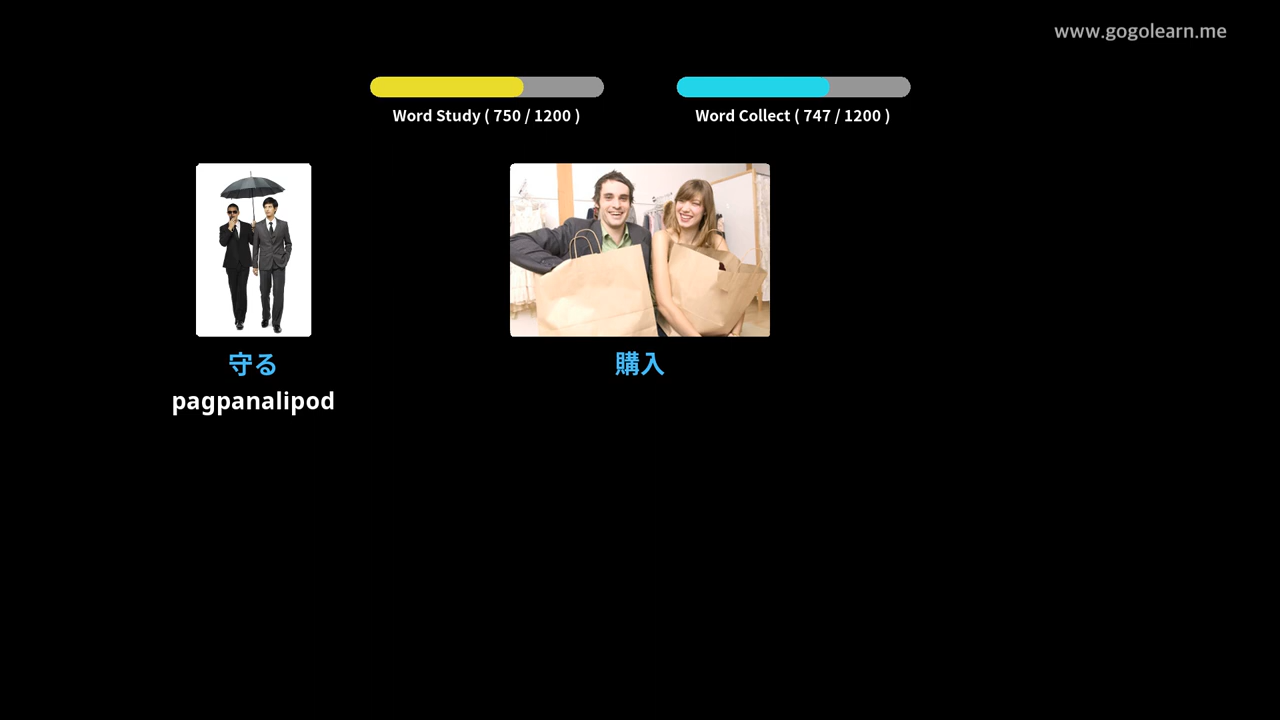 www.gogolearn.me
Word Study ( 750 / 1200 )
Word Collect ( 747 / 1200 )
守る
購入
pagpanalipod